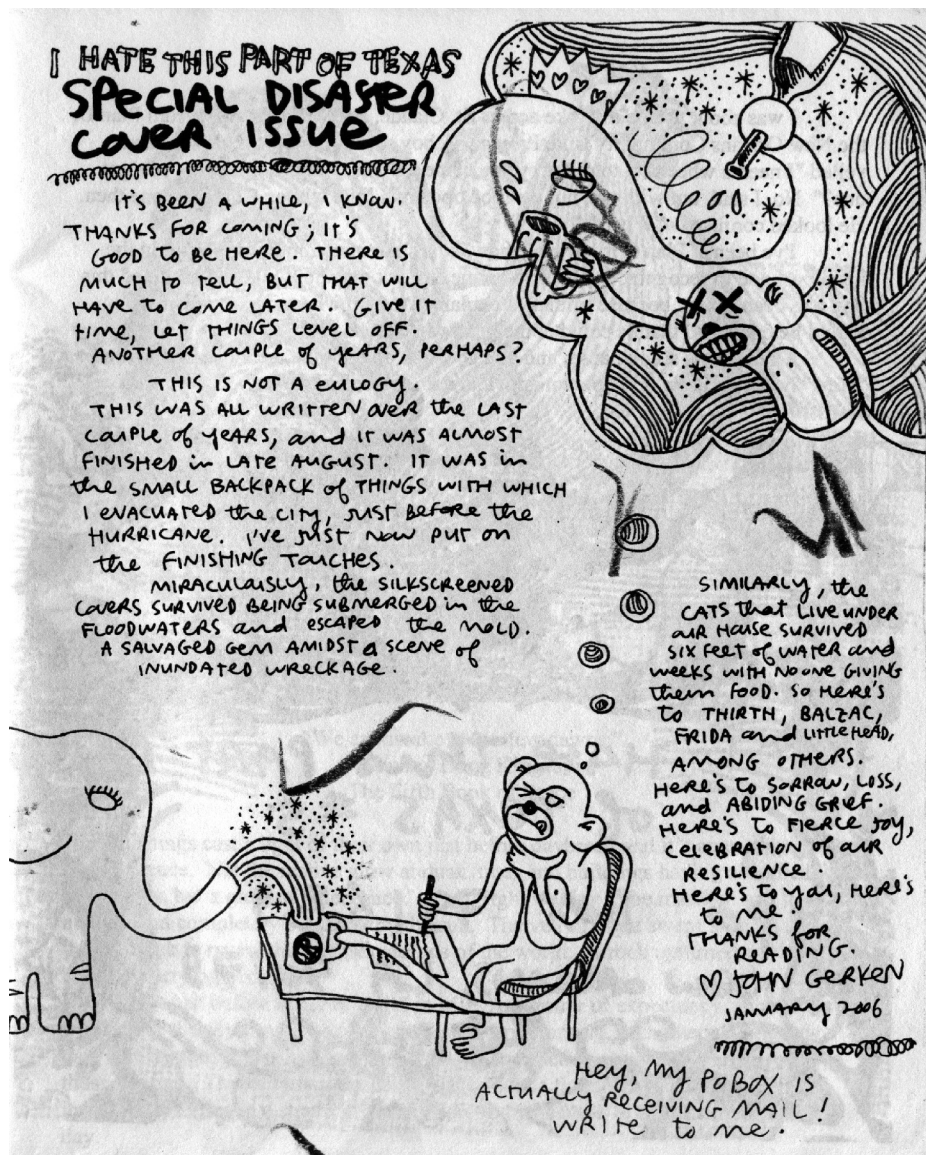 I HATE THIS PART OF TEXAS
SPECIAL DISASTER
COVER ISSUE
IT'S BEEN A WHILE, I KNOW.
THANKS FOR COMING; IT'S
GOOD TO BE HERE. THERE IS
MUCH TO TELL, BUT THAT WILL
HAVE TO COME LATER. GIVE IT
TIME, LET THINGS LEVEL OFF.
ANOTHER COUPLE OF YEARS, PERHAPS?
THIS IS NOT A EULOGY.
THIS WAS ALL WRITTEN OVER the LAST
COUPLE OF YEARS, and IT WAS ALMOST
FINISHED in LATE AUGUST. IT WAS in
the SMALL BACKPACK of THINGS WITH WHICH
I EVACUATED the CITY, JUST BEFORE the
HURRICANE. I'VE JUST NOW PUT ON
the FINISHING TOUCHES.
MIRACULOUSLY, the SILKSCREENED
COVERS SURVIVED BEING SUBMERGED in the
FLOODWATERS and ESCAPED the MOLD.
A SALVAGED GEM AMIDST a SCENE of
INUNDATED WRECKAGE.
SIMILARLY, the
CATS that LIVE UNDER
OUR HOUSE SURVIVED
SIX FEET OF WATER and
WEEKS WITH NO ONE GIVING
them FOOD. SO HERE'S
to THIRTH, BALZAC,
FRIDA and LITTLE HEAD,
AMONG OTHERS.
HERE'S to SORROW, LOSS,
and ABIDING GRIEF.
HERE'S TO FIERCE JOY,
CELEBRATION of OUR
RESILIENCE.
HERE'S to YOU, HERE'S
to ME.
THANKS FOR
READING.
♡ JOHN GERKEN
JANUARY 2006
Hey, My PO BOX IS
ACTUALLY RECEIVING MAIL!
WRITE to me.